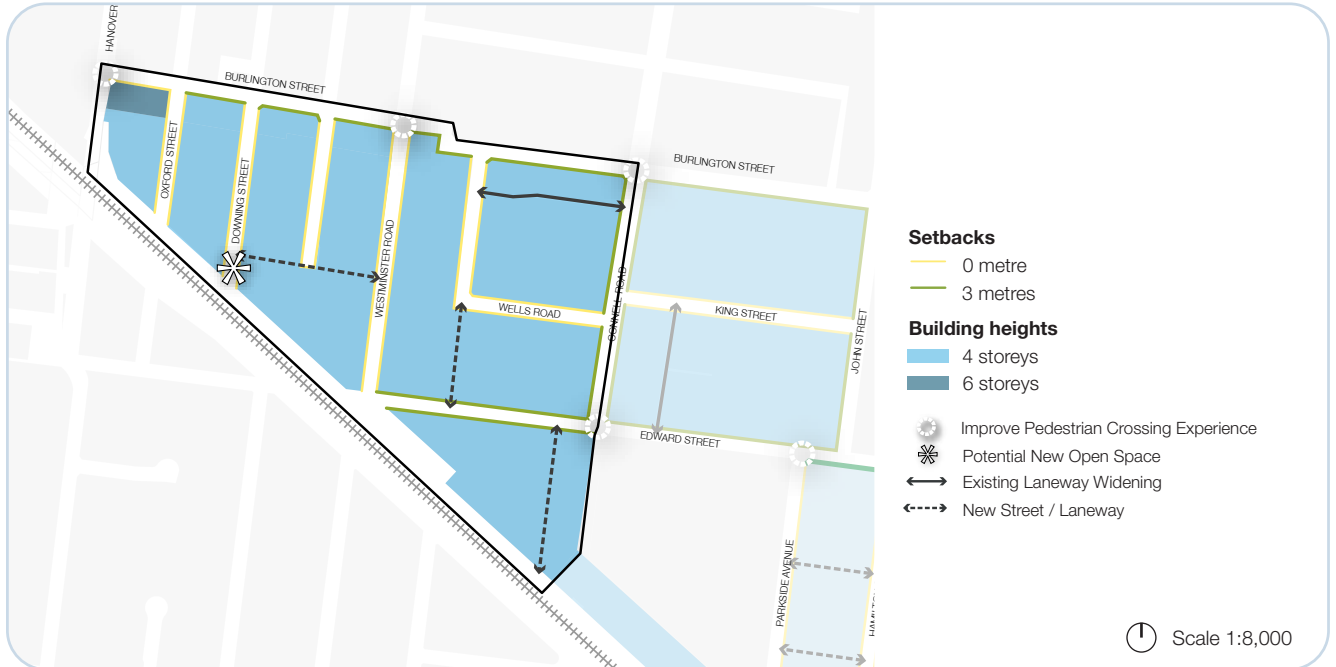 HANOVER
BURLINGTON STREET
OXFORD STREET
DOWNING STREET
WESTMINSTER ROAD
WELLS ROAD
CONNELL ROAD
BURLINGTON STREET
KING STREET
JOHN STREET
EDWARD STREET
PARKSIDE AVENUE
Setbacks
0 metre
3 metres
Building heights
4 storeys
6 storeys
Improve Pedestrian Crossing Experience
Potential New Open Space
Existing Laneway Widening
New Street / Laneway
Scale 1:8,000